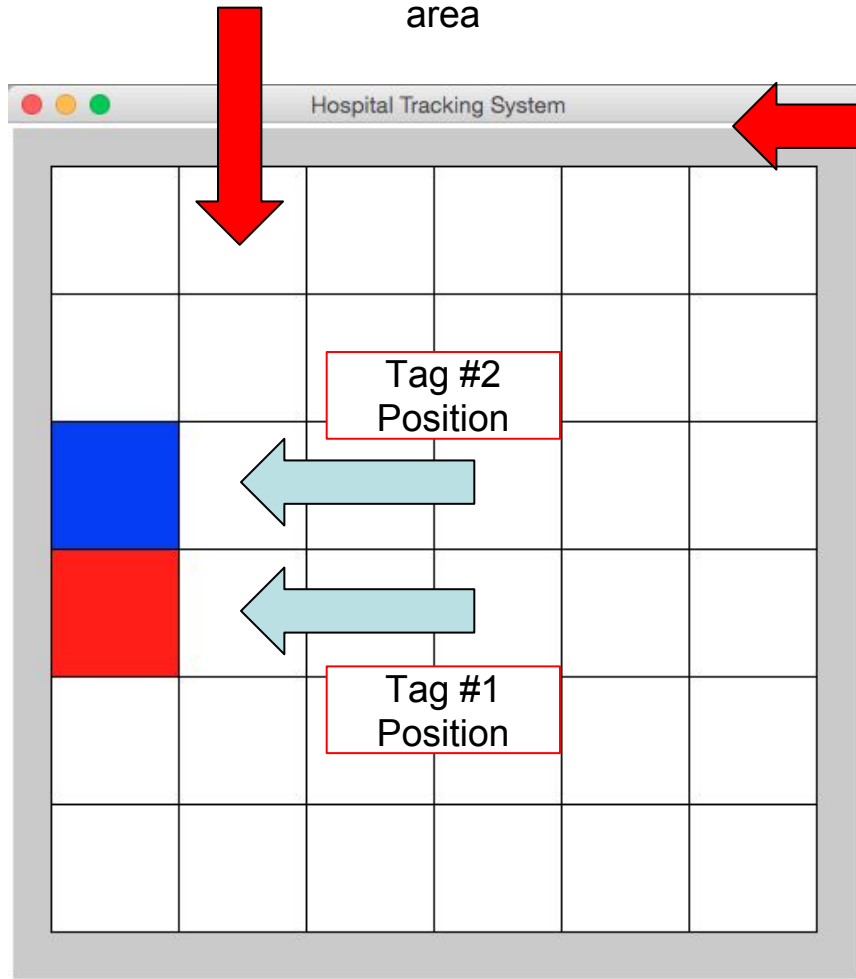 area
Hospital Tracking System
Tag #2
Position
Tag #1
Position